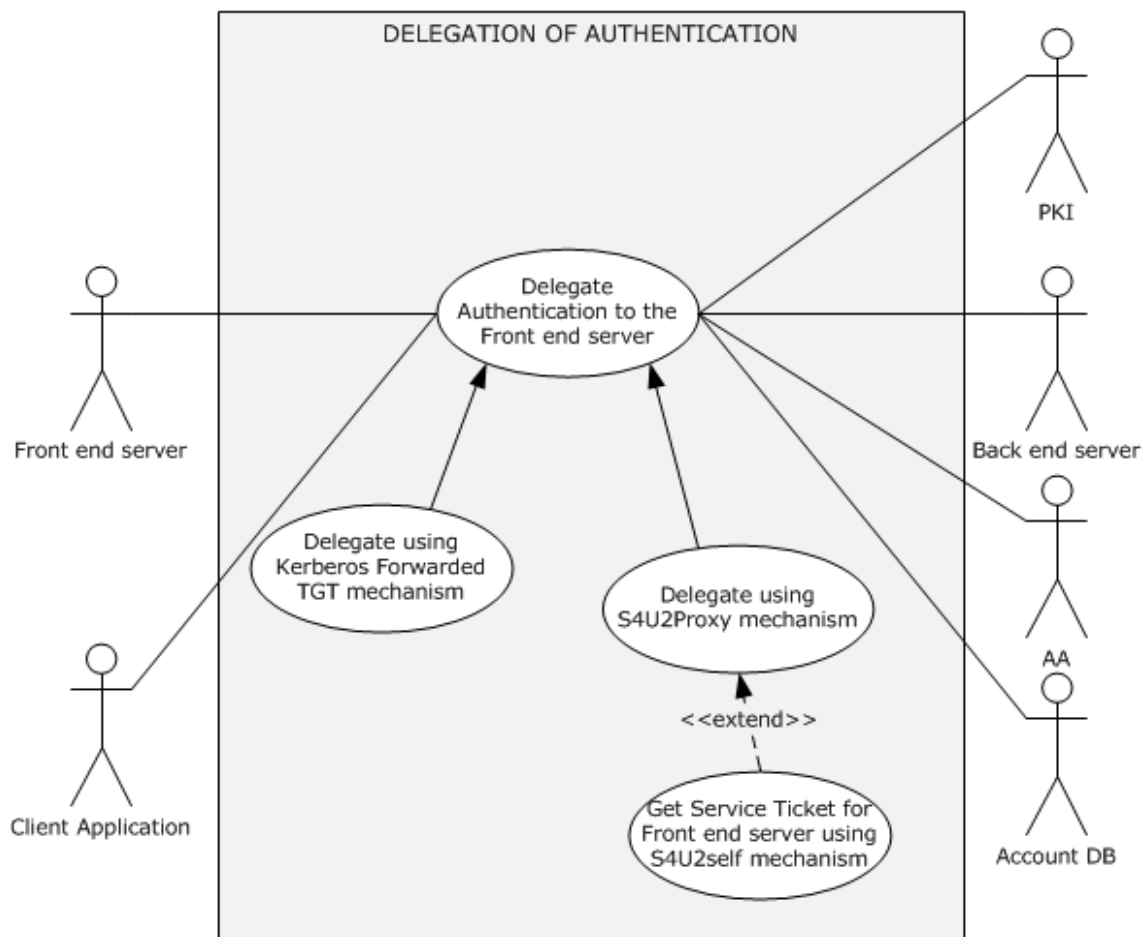 DELEGATION OF AUTHENTICATION
PKI
Delegate
Authentication to the
Front end server
Front end server
Back end server
Delegate using
Kerberos Forwarded
TGT mechanism
Delegate using
S4U2Proxy mechanism
AA
<<extend>>
Client Application
Get Service Ticket for
Front end server using
S4U2self mechanism
Account DB